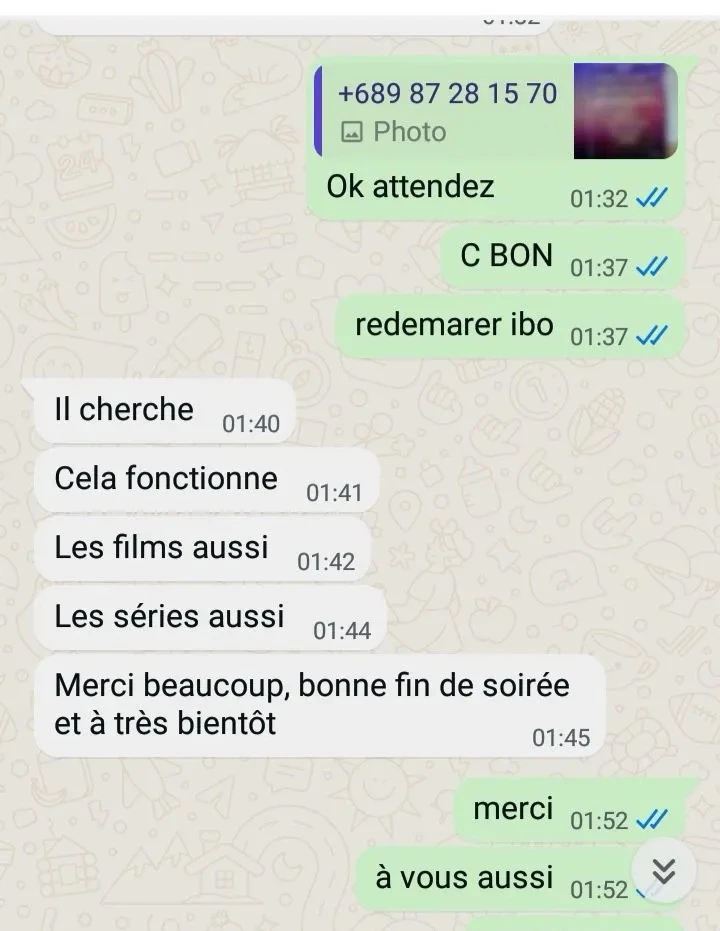 +689 87 28 15 70
Photo
Ok attendez 01:32
C BON 01:37
redemarer ibo 01:37
Il cherche 01:40
Cela fonctionne 01:41
Les films aussi 01:42
Les séries aussi 01:44
Merci beaucoup, bonne fin de soirée
et à très bientôt 01:45
merci 01:52
à vous aussi 01:52